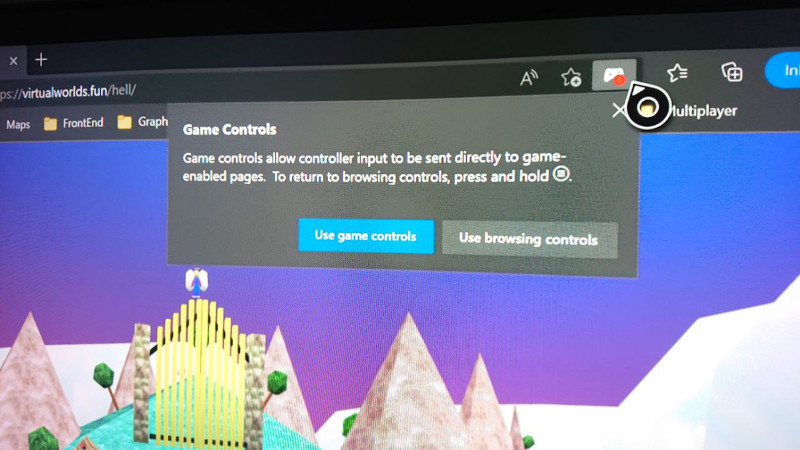 ps://virtualworlds.fun/hell/
Maps FrontEnd Graph
ultiplayer
Game Controls
Game controls allow controller input to be sent directly to game-
enabled pages. To return to browsing controls, press and hold .
Use game controls
Use browsing controls